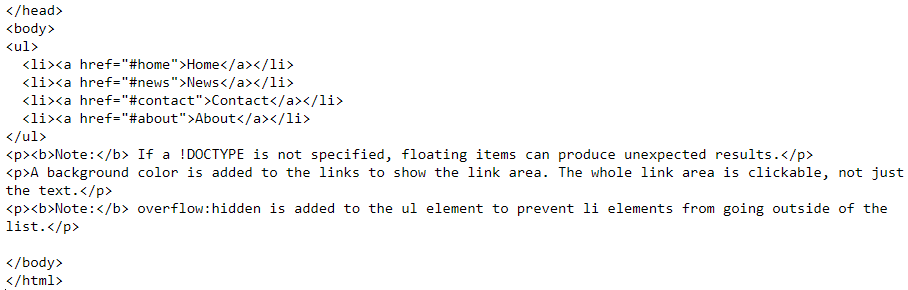 </head>
<body>
<ul>
  <li><a href="#home">Home</a></li>
  <li><a href="#news">News</a></li>
  <li><a href="#contact">Contact</a></li>
  <li><a href="#about">About</a></li>
</ul>
<p><b>Note:</b> If a !DOCTYPE is not specified, floating items can produce unexpected results.</p>
<p>A background color is added to the links to show the link area. The whole link area is clickable, not just
the text.</p>
<p><b>Note:</b> overflow:hidden is added to the ul element to prevent li elements from going outside of the
list.</p>

</body>
</html>